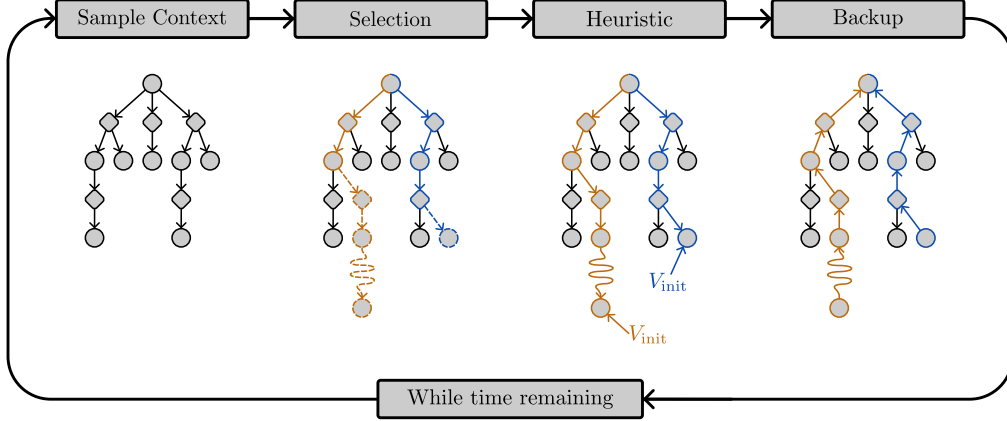 Sample Context
Selection
Heuristic
Backup
V_init
V_init
While time remaining